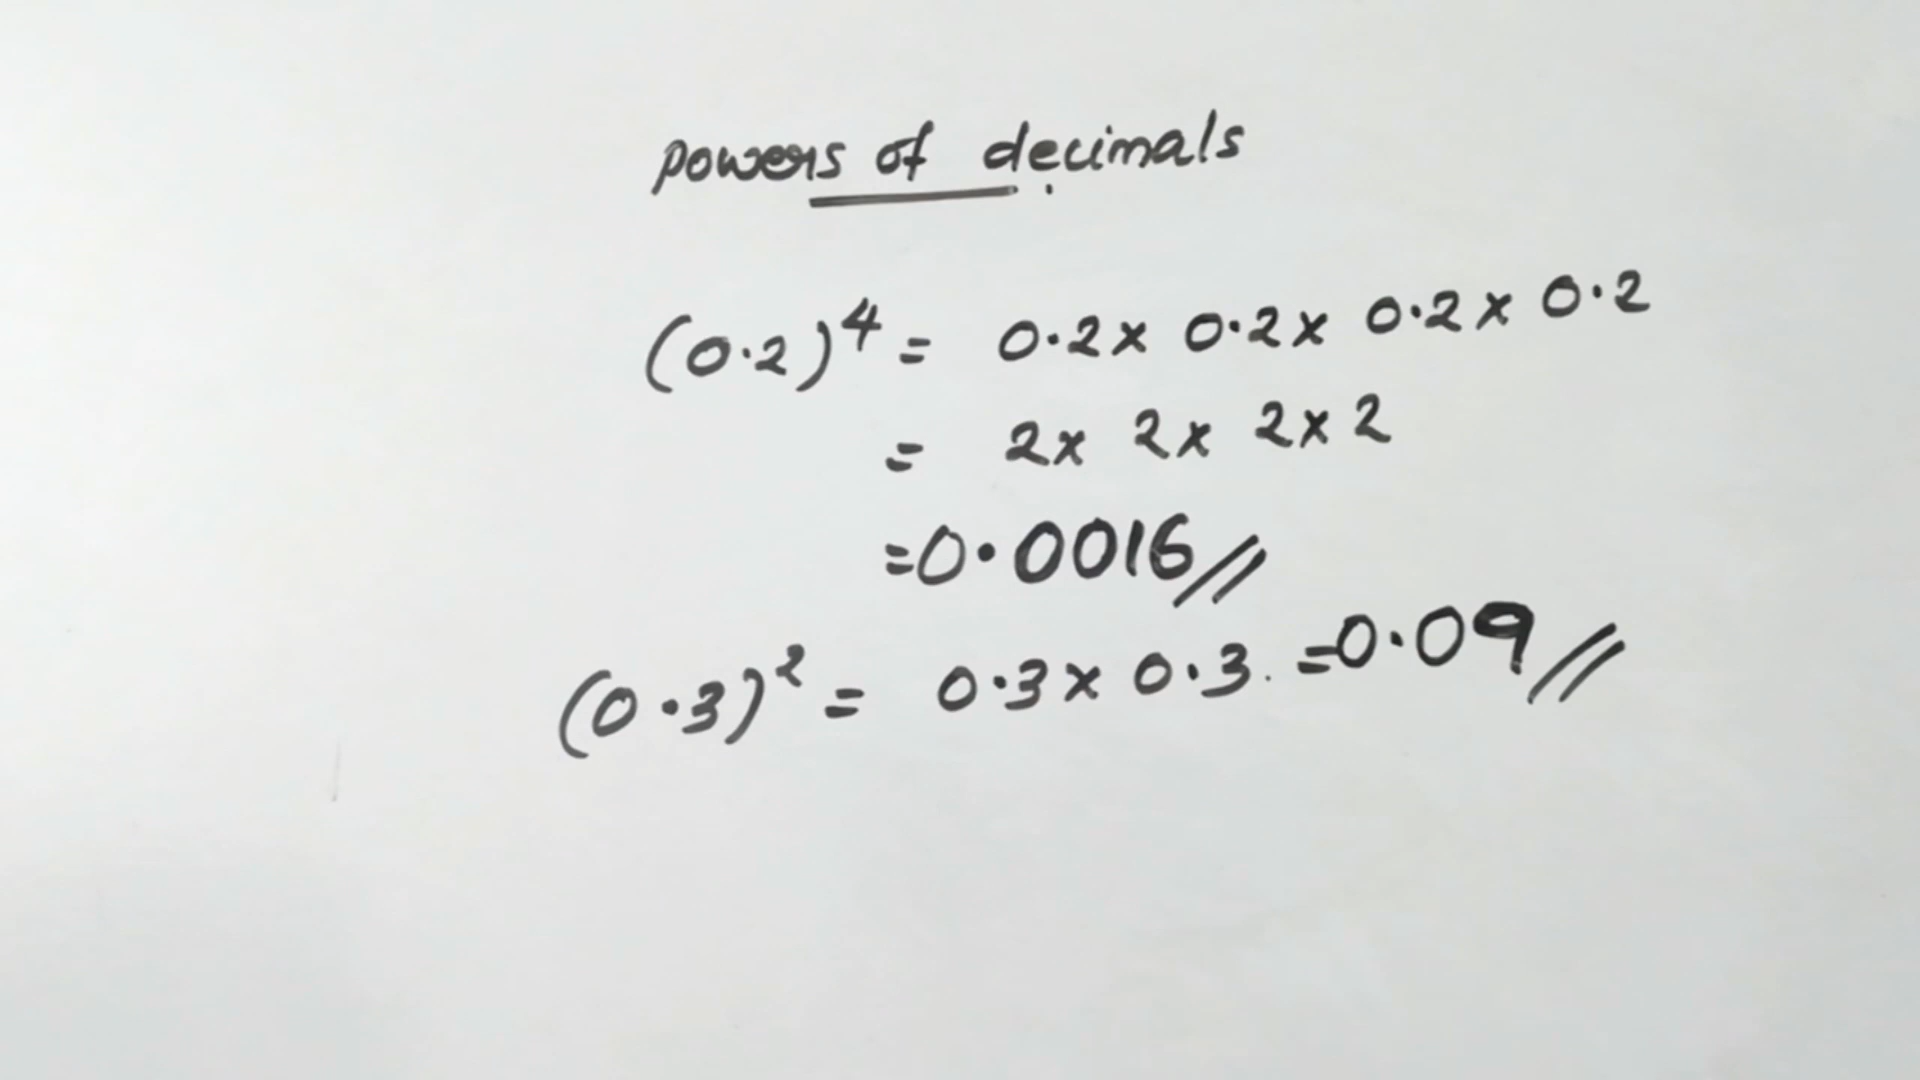 powers of decimals
(0.2)⁴ = 0.2 x 0.2 x 0.2 x 0.2
= 2 x 2 x 2 x 2
= 0.0016//
(0.3)² = 0.3 x 0.3 = 0.09//